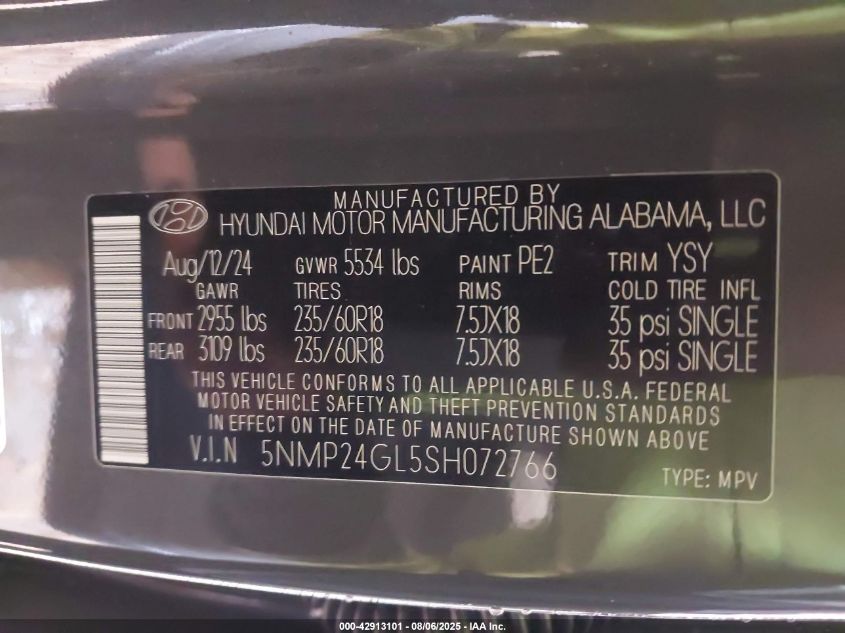 MANUFACTURED BY
HYUNDAI MOTOR MANUFACTURING ALABAMA, LLC
Aug/12/24 GVWR 5534 lbs PAINT PE2 TRIM YSY
GAWR TIRES RIMS COLD TIRE INFL
FRONT 2955 lbs 235/60R18 7.5JX18 35 psi SINGLE
REAR 3109 lbs 235/60R18 7.5JX18 35 psi SINGLE
THIS VEHICLE CONFORMS TO ALL APPLICABLE U.S.A. FEDERAL
MOTOR VEHICLE SAFETY AND THEFT PREVENTION STANDARDS
IN EFFECT ON THE DATE OF MANUFACTURE SHOWN ABOVE
V.I.N 5NMP24GL5SH072766
TYPE: MPV
000-42913101 - 08/06/2025 - IAA Inc.